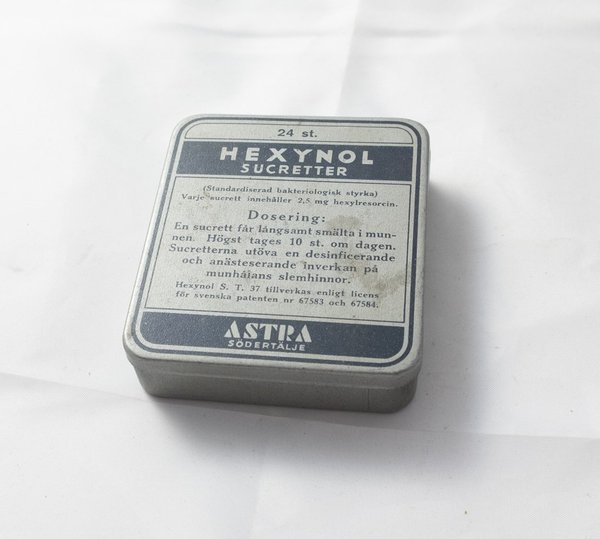 24 st.
HEXYNOL
SUCRETTER
(Standardiserad bakteriologisk styrka)
Varje sucrett innehåller 2,5 mg hexylresorcin.
Dosering:
En sucrett får långsamt smälta i mun-
nen. Högst tages 10 st. om dagen.
Sucretterna utöva en desinficerande
och anästeserande inverkan på
munhålans slemhinnor.
Hexynol S. T. 37 tillverkas enligt licens
för svenska patenten nr 67583 och 67584.
ASTRA
SÖDERTÄLJE